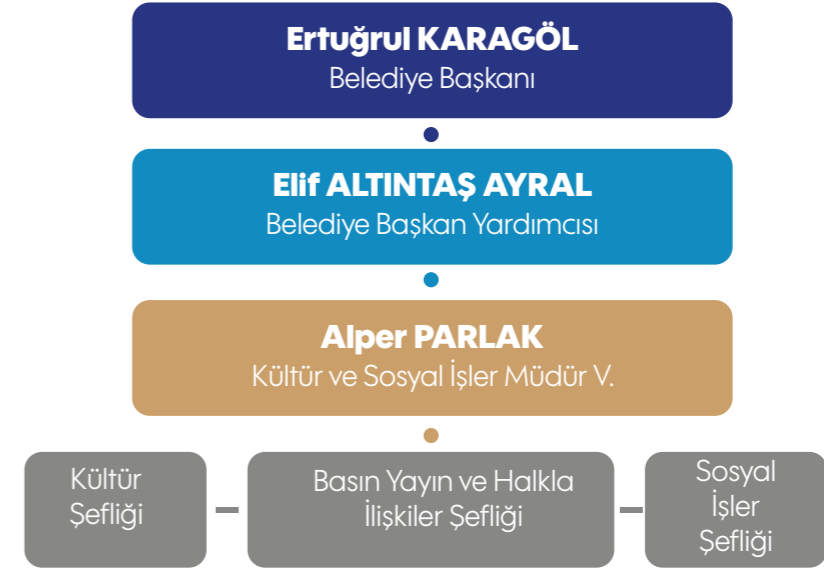 Ertuğrul KARAGÖL
Belediye Başkanı
Elif ALTINTAŞ AYRAL
Belediye Başkan Yardımcısı
Alper PARLAK
Kültür ve Sosyal İşler Müdür V.
Kültür
Şefliği
Basın Yayın ve Halkla
İlişkiler Şefliği
Sosyal
İşler
Şefliği